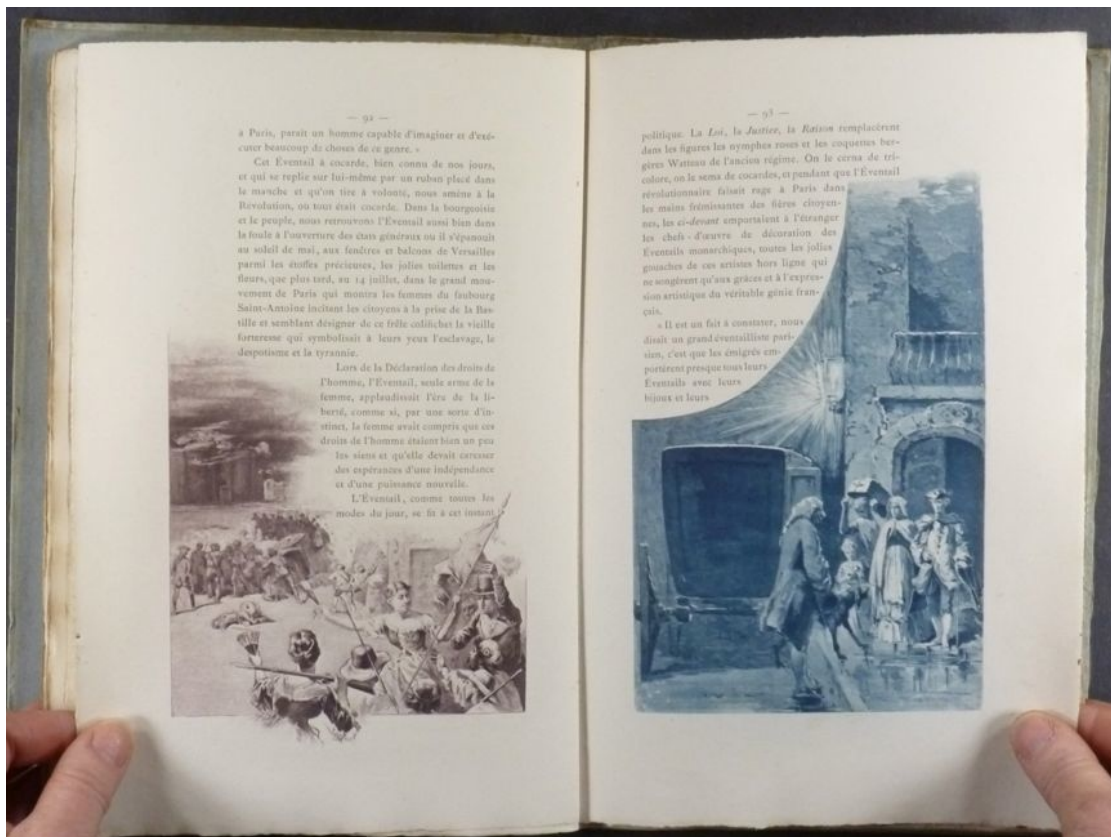 — 92 —
a Paris, paraît un homme capable d'imaginer et d'exé-
cuter beaucoup de choses de ce genre. »
Cet Éventail à cocarde, bien connu de nos jours,
et qui se replie sur lui-même par un ruban placé dans
le manche et qu'on tire à volonté, nous amène à la
Révolution, où tout était cocarde. Dans la bourgeoisie
et le peuple, nous retrouvons l'Éventail aussi bien dans
la foule à l'ouverture des états généraux où il s'épanouit
au soleil de mai, aux fenêtres et balcons de Versailles
parmi les étoffes précieuses, les jolies toilettes et les
fleurs, que plus tard, au 14 juillet, dans le grand mou-
vement de Paris qui montra les femmes du faubourg
Saint-Antoine incitant les citoyens à la prise de la Bas-
tille et semblant désigner de ce frêle colifichet la vieille
forteresse qui symbolisait à leurs yeux l'esclavage, le
despotisme et la tyrannie.
Lors de la Déclaration des droits de
l'homme, l'Éventail, seule arme de la
femme, applaudissait l'ère de la li-
berté, comme si, par une sorte d'in-
stinct, la femme avait compris que ces
droits de l'homme étaient bien un peu
les siens et qu'elle devait caresser
des espérances d'une indépendance
et d'une puissance nouvelle.
L'Éventail, comme toutes les
modes du jour, se fit à cet instant
— 93 —
politique. La Loi, la Justice, la Raison remplacèrent
dans les figures les nymphes roses et les coquettes ber-
gères Watteau de l'ancien régime. On le cerna de tri-
colore, on le sema de cocardes, et pendant que l'Éventail
révolutionnaire faisait rage à Paris dans
les mains frémissantes des fières citoyen-
nes, les ci-devant emportaient à l'étranger
les chefs-d'œuvre de décoration des
Éventails monarchiques, toutes les jolies
gouaches de ces artistes hors ligne qui
ne songèrent qu'aux grâces et à l'expres-
sion artistique du véritable génie fran-
çais.
« Il est un fait à constater, nous
disait un grand éventailliste pari-
sien, c'est que les émigrés em-
portèrent presque tous leurs
Éventails avec leurs
bijoux et leurs